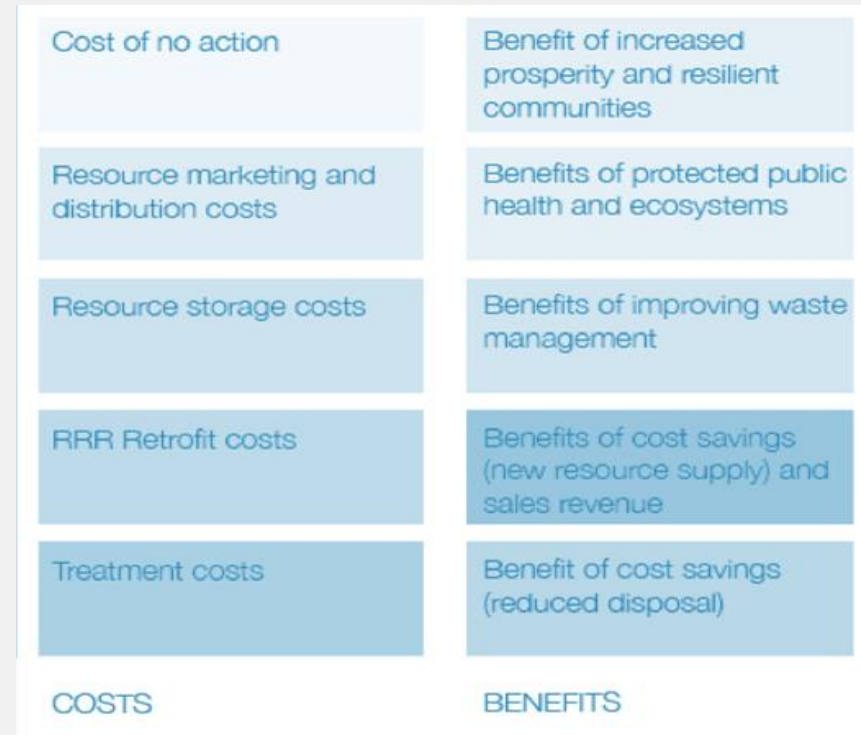 Cost of no action
Benefit of increased
prosperity and resilient
communities
Resource marketing and
distribution costs
Benefits of protected public
health and ecosystems
Resource storage costs
Benefits of improving waste
management
RRR Retrofit costs
Benefits of cost savings
(new resource supply) and
sales revenue
Treatment costs
Benefit of cost savings
(reduced disposal)
COSTS
BENEFITS